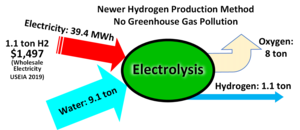 Newer Hydrogen Production Method
No Greenhouse Gas Pollution
Electricity: 39.4 MWh
1.1 ton H2
$1,497
(Wholesale
Electricity
USEIA 2019)
Oxygen:
8 ton
Electrolysis
Hydrogen: 1.1 ton
Water: 9.1 ton